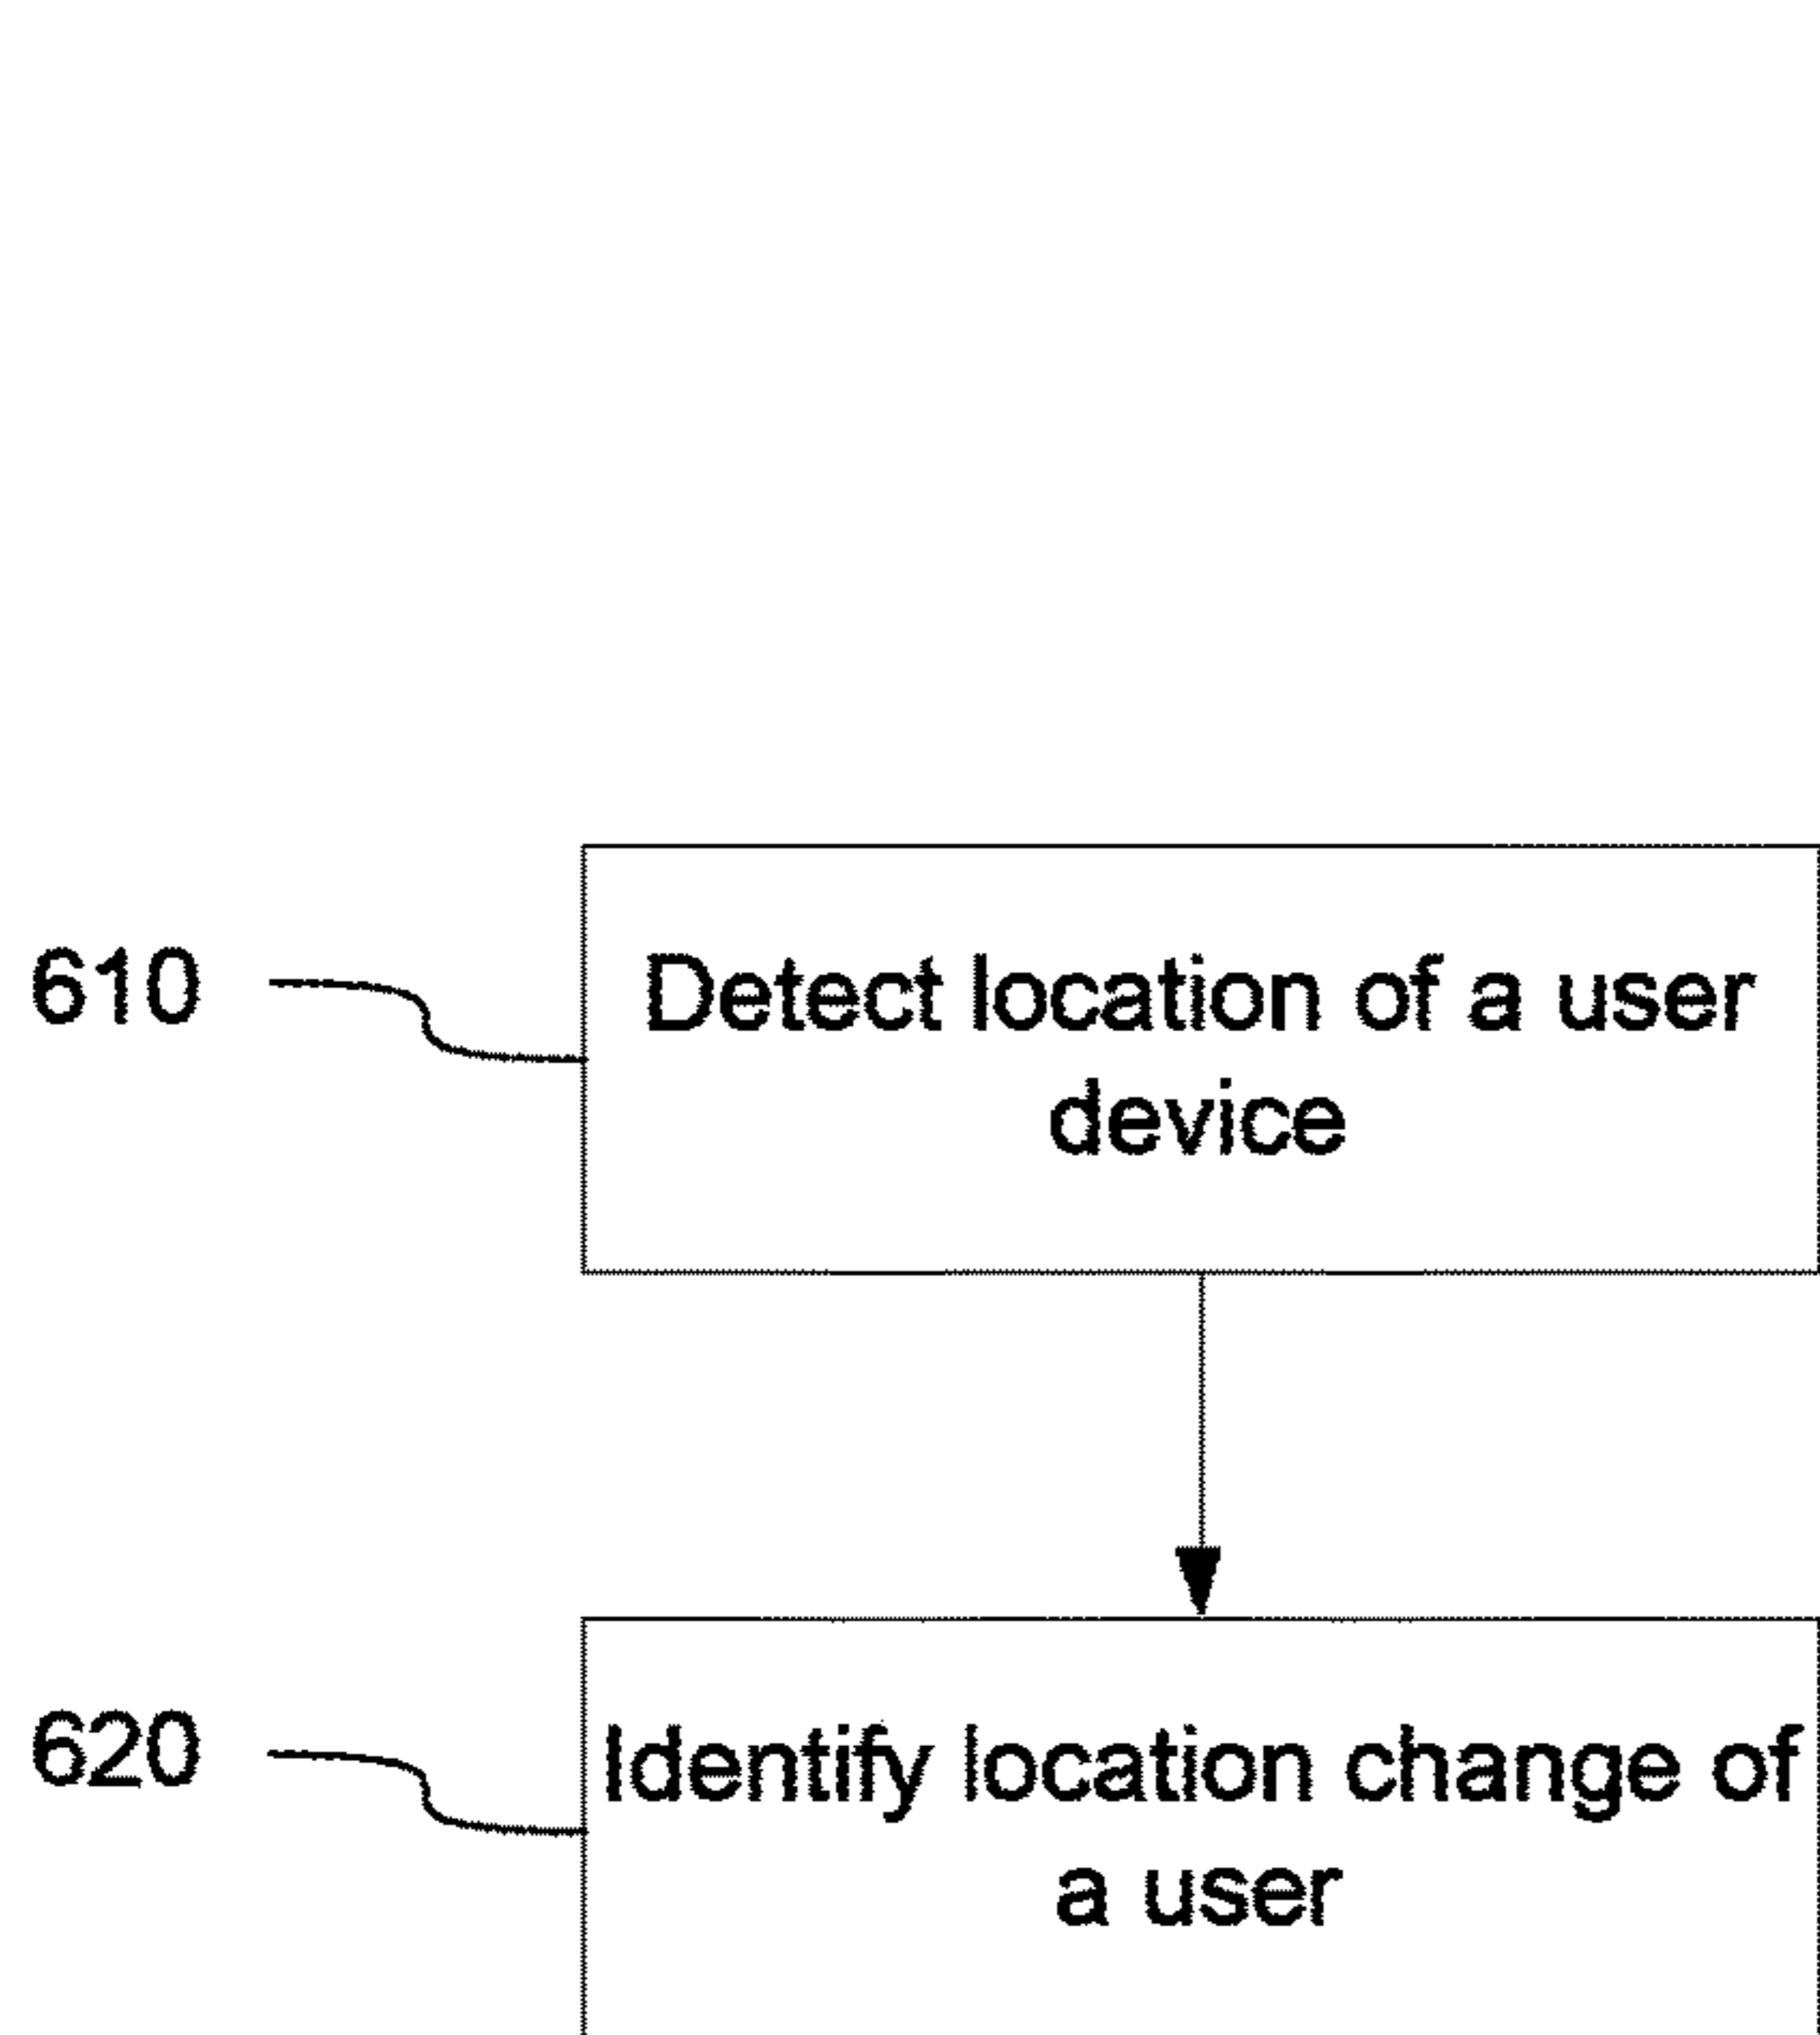 610
Detect location of a user
device
620
Identify location change of
a user